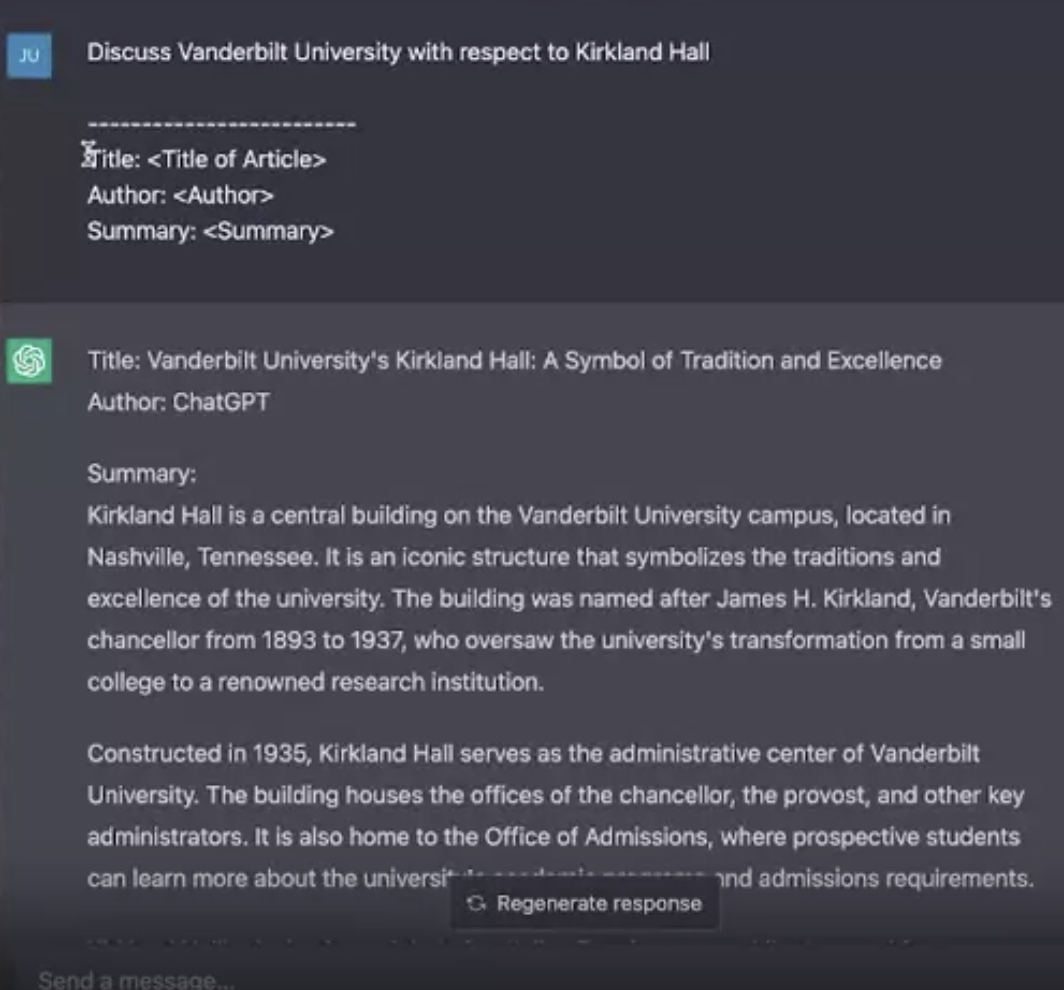 JU
Discuss Vanderbilt University with respect to Kirkland Hall
--------------------------
Title: <Title of Article>
Author: <Author>
Summary: <Summary>
Title: Vanderbilt University's Kirkland Hall: A Symbol of Tradition and Excellence
Author: ChatGPT
Summary:
Kirkland Hall is a central building on the Vanderbilt University campus, located in
Nashville, Tennessee. It is an iconic structure that symbolizes the traditions and
excellence of the university. The building was named after James H. Kirkland, Vanderbilt's
chancellor from 1893 to 1937, who oversaw the university's transformation from a small
college to a renowned research institution.
Constructed in 1935, Kirkland Hall serves as the administrative center of Vanderbilt
University. The building houses the offices of the chancellor, the provost, and other key
administrators. It is also home to the Office of Admissions, where prospective students
can learn more about the university's academic programs and admissions requirements.
Regenerate response
Send a message...